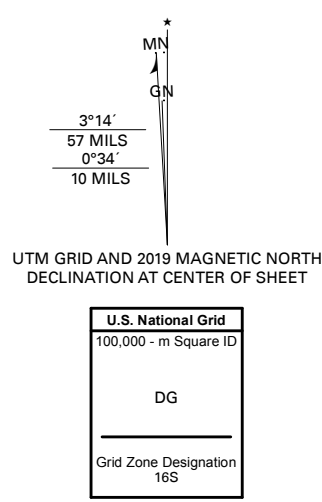 MN
GN
3°14´
57 MILS
0°34´
10 MILS
UTM GRID AND 2019 MAGNETIC NORTH
DECLINATION AT CENTER OF SHEET
U.S. National Grid
100,000 - m Square ID
DG
Grid Zone Designation
16S